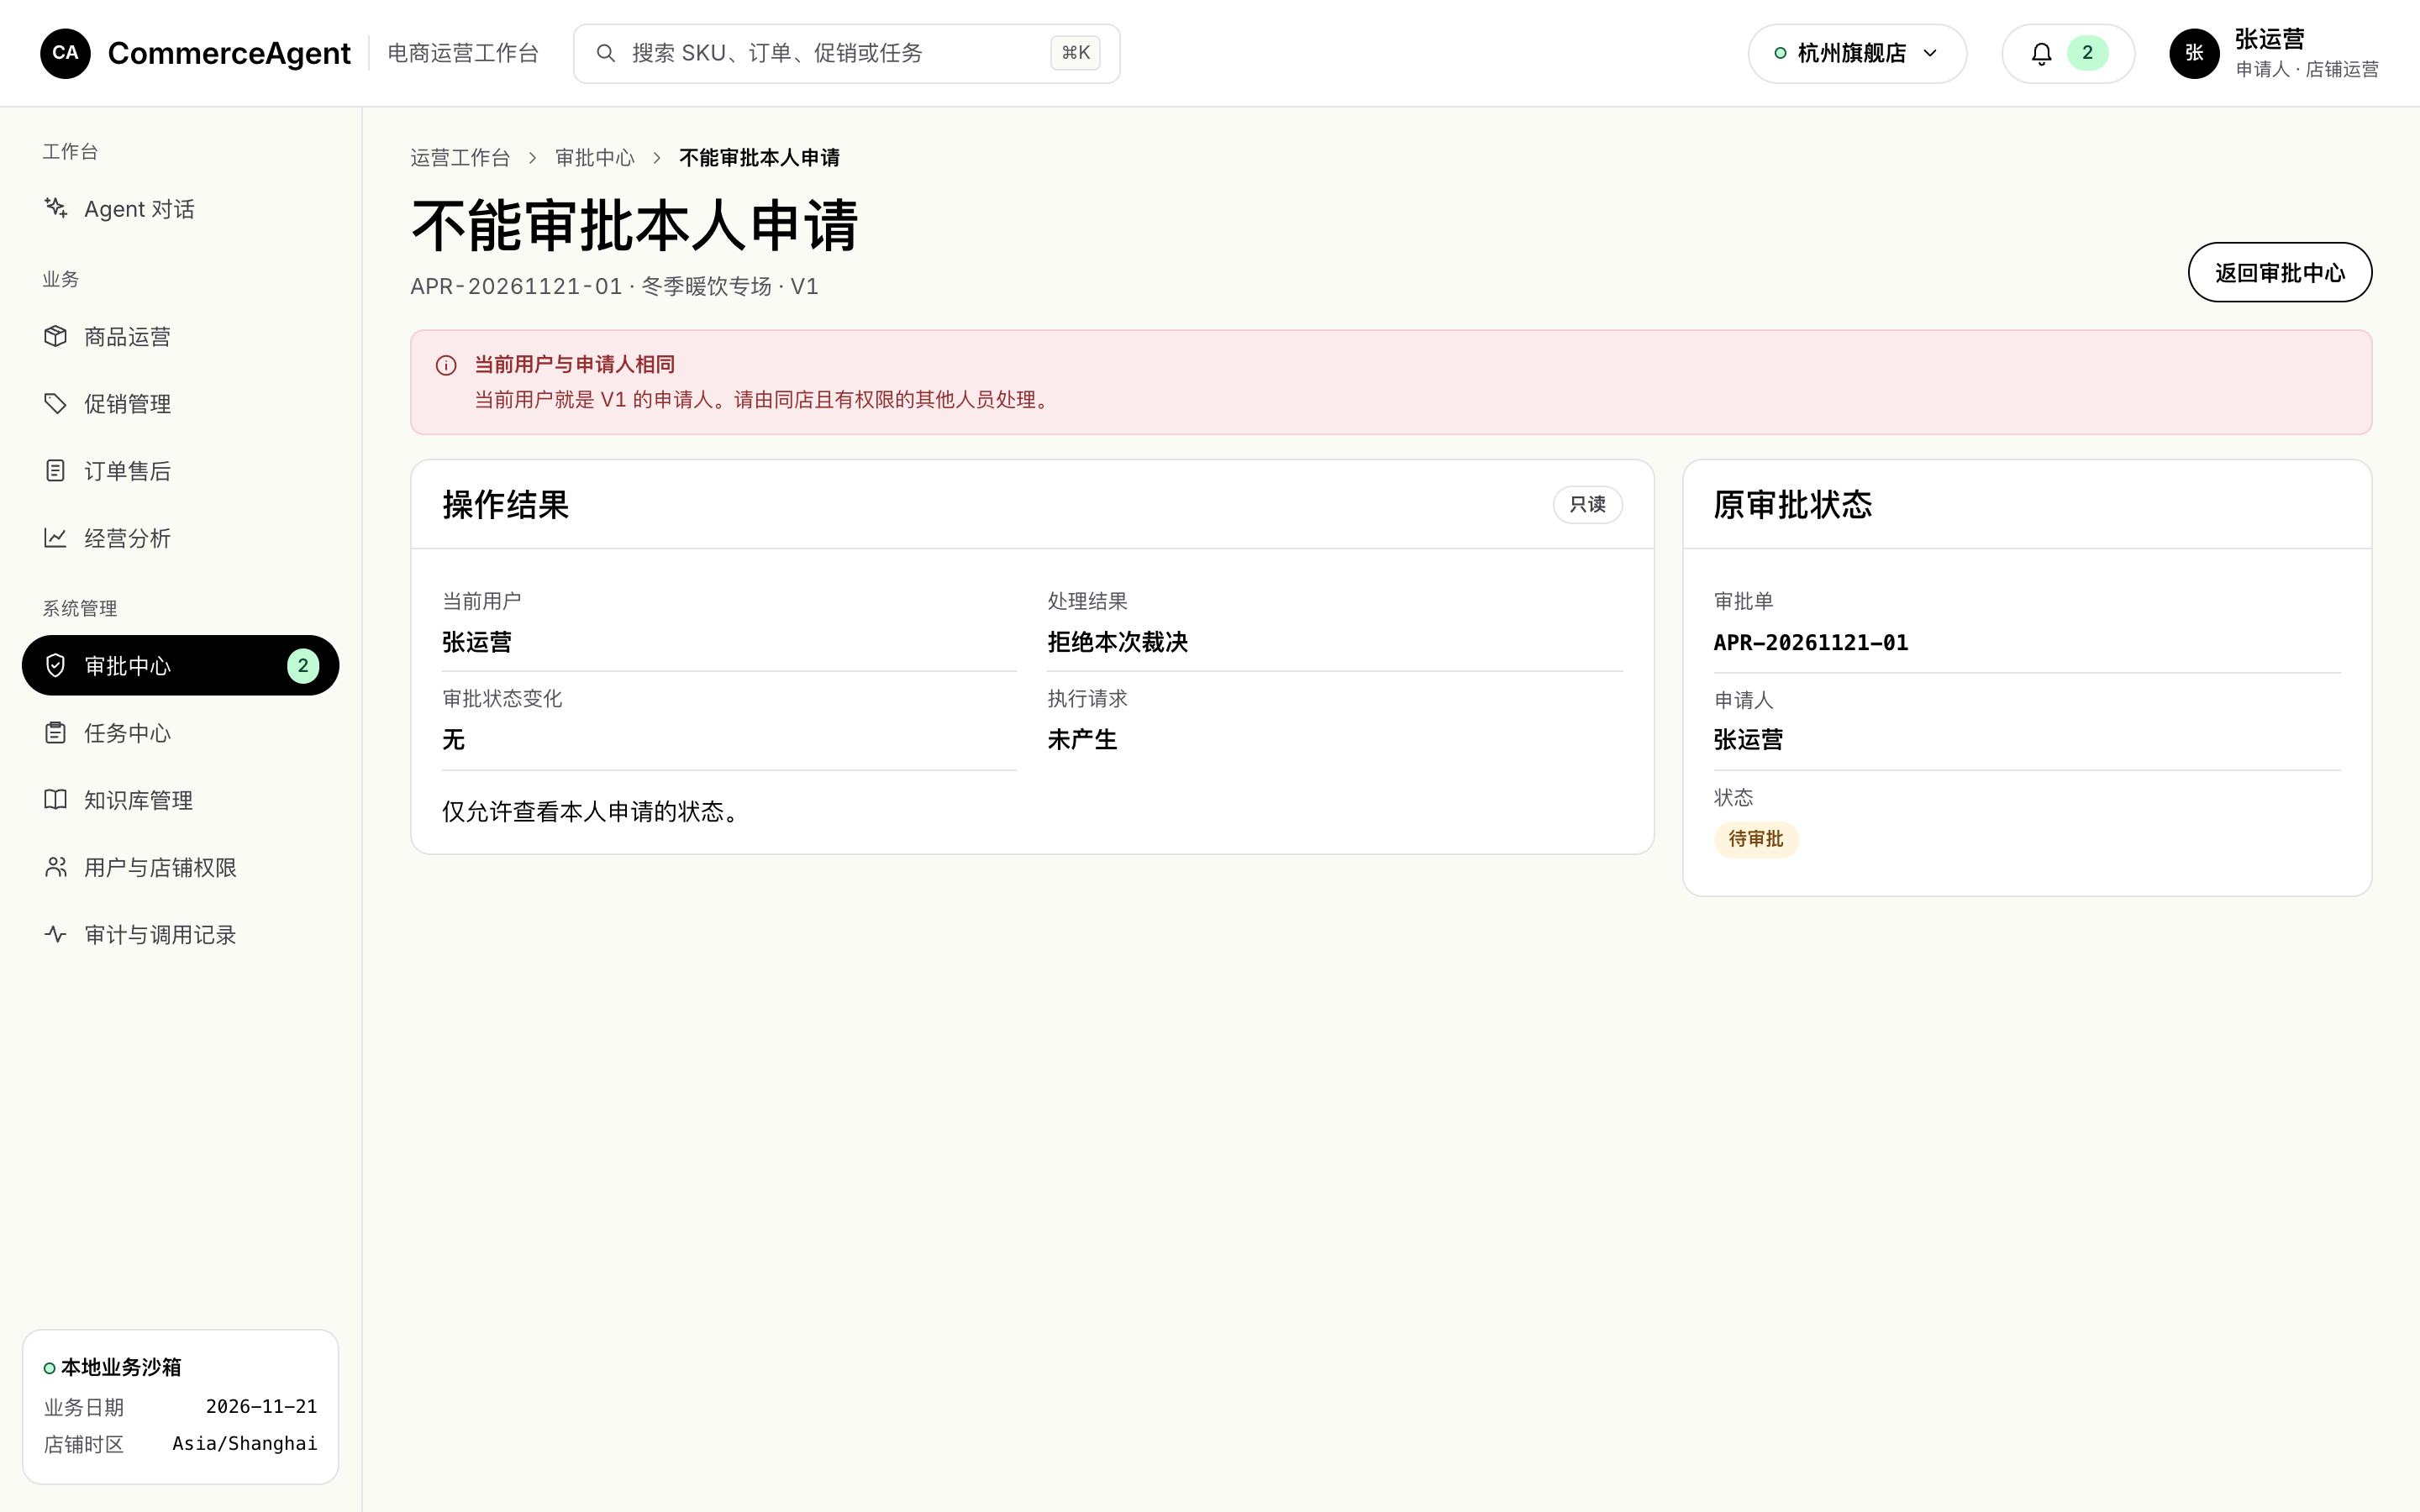 CA CommerceAgent 电商运营工作台 搜索 SKU、订单、促销或任务 ⌘K 杭州旗舰店 2 张 张运营
申请人 · 店铺运营
工作台
Agent 对话
业务
商品运营
促销管理
订单售后
经营分析
系统管理
审批中心 2
任务中心
知识库管理
用户与店铺权限
审计与调用记录
本地业务沙箱
业务日期 2026-11-21
店铺时区 Asia/Shanghai
运营工作台 > 审批中心 > 不能审批本人申请
不能审批本人申请
APR-20261121-01 · 冬季暖饮专场 · V1
返回审批中心
当前用户与申请人相同
当前用户就是 V1 的申请人。请由同店且有权限的其他人员处理。
操作结果 只读
当前用户
张运营
处理结果
拒绝本次裁决
审批状态变化
无
执行请求
未产生
仅允许查看本人申请的状态。
原审批状态
审批单
APR-20261121-01
申请人
张运营
状态
待审批